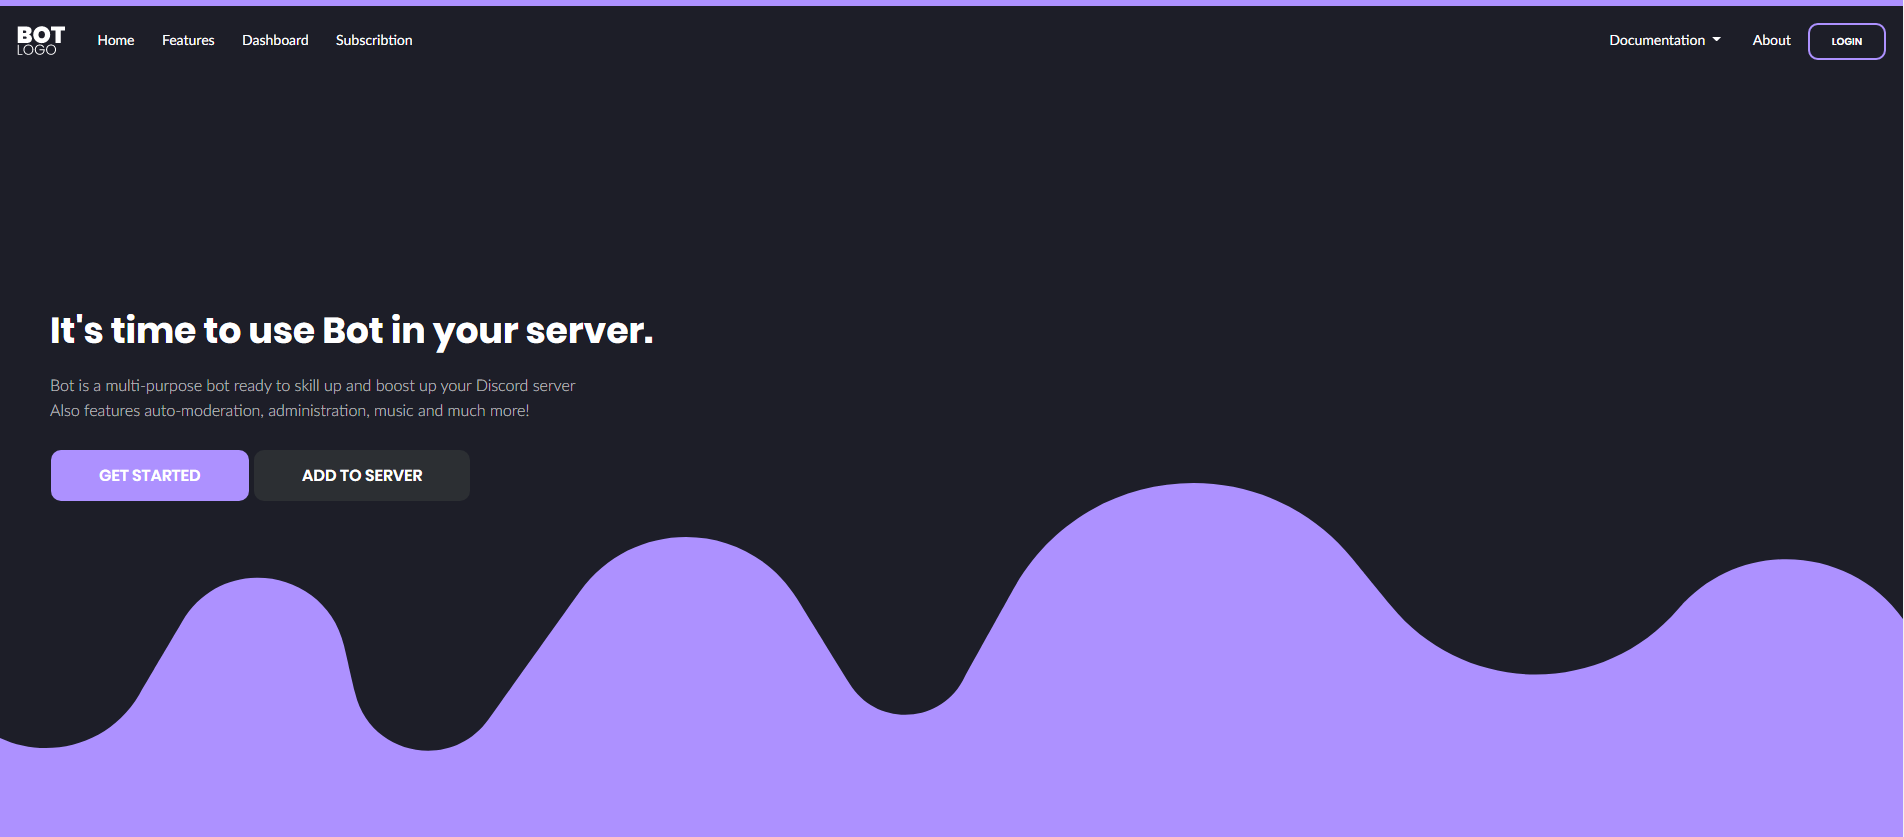 BOT
LOGO
Home Features Dashboard Subscribtion Documentation About LOGIN
It's time to use Bot in your server.
Bot is a multi-purpose bot ready to skill up and boost up your Discord server
Also features auto-moderation, administration, music and much more!
GET STARTED ADD TO SERVER